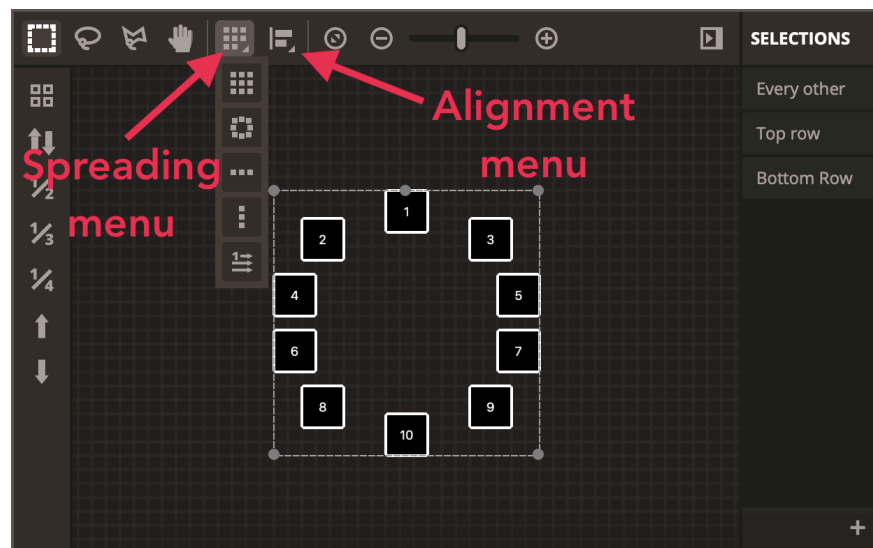 SELECTIONS
Every other
Top row
Bottom Row
Alignment
menu
Spreading
menu
1/2
1/3
1/4
1
1
2
3
4
5
6
7
8
9
10
+